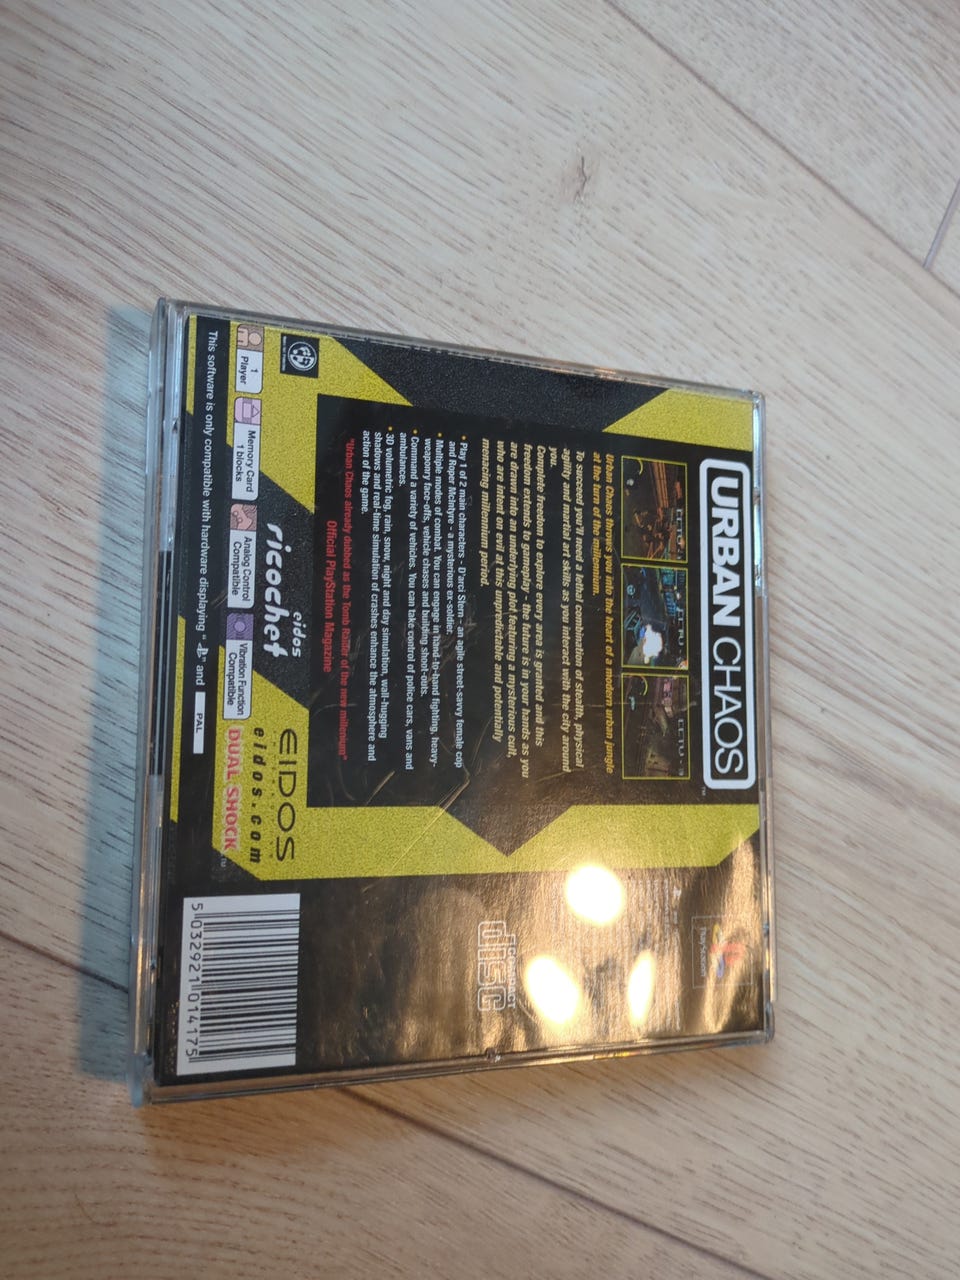 URBAN CHAOS
TM
Urban Chaos throws you into the heart of a modern urban jungle
at the turn of the millennium.
To succeed you'll need a lethal combination of stealth, physical
agility and martial art skills as you interact with the city around
you.
Complete freedom to explore every area is granted and this
freedom extends to gameplay - the future is in your hands as you
are drawn into an underlying plot featuring a mysterious cult,
who are intent on evil at this unpredictable and potentially
menacing millennium period.
• Play 1 of 2 main characters - D'arci Stern - an agile street-savvy female cop
and Roper McIntyre - a mysterious ex-soldier.
• Multiple modes of combat. You can engage in hand-to-hand fighting, heavy-
weaponry face-offs, vehicle chases and building shoot-outs.
• Command a variety of vehicles. You can take control of police cars, vans and
ambulances.
• 3D volumetric fog, rain, snow, night and day simulation, wall-hugging
shadows and real-time simulation of crashes enhance the atmosphere and
action of the game.
"Urban Chaos already dubbed as the Tomb Raider of the new millenium"
Official PlayStation Magazine
eidos
ricochet
EIDOS
eidos.com
1
Player
Memory Card
1 blocks
Analog Control
Compatible
Vibration Function
Compatible
DUAL SHOCK
TM
This software is only compatible with hardware displaying " " and PAL
PlayStation
COMPACT
disc
5 032921 014175